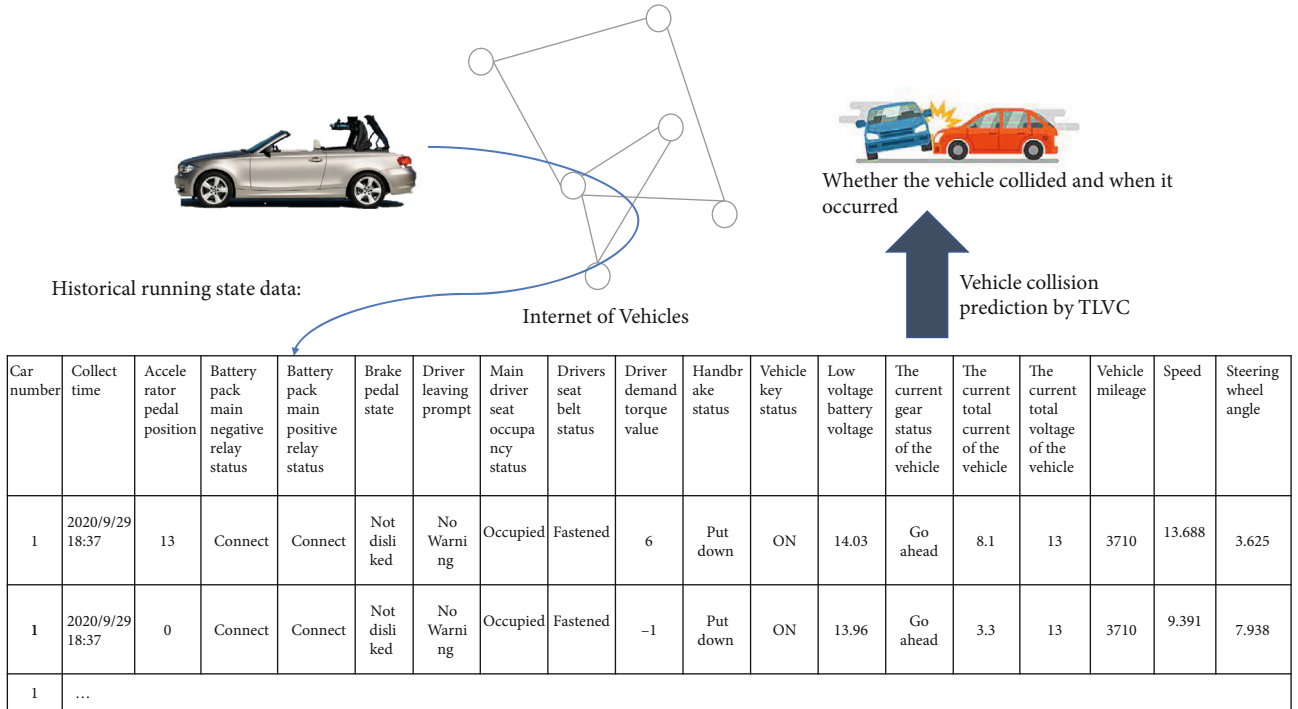 Whether the vehicle collided and when it
occurred
Historical running state data:
Internet of Vehicles
Vehicle collision
prediction by TLVC
Car
number
Collect
time
Accele
rator
pedal
position
Battery
pack
main
negative
relay
status
Battery
pack
main
positive
relay
status
Brake
pedal
state
Driver
leaving
prompt
Main
driver
seat
occupa
ncy
status
Drivers
seat
belt
status
Driver
demand
torque
value
Handbr
ake
status
Vehicle
key
status
Low
voltage
battery
voltage
The
current
gear
status
of the
vehicle
The
current
total
current
of the
vehicle
The
current
total
voltage
of the
vehicle
Vehicle
mileage
Speed
Steering
wheel
angle
1
2020/9/29
18:37
13
Connect
Connect
Not
disli
ked
No
Warni
ng
Occupied
Fastened
6
Put
down
ON
14.03
Go
ahead
8.1
13
3710
13.688
3.625
1
2020/9/29
18:37
0
Connect
Connect
Not
disli
ked
No
Warni
ng
Occupied
Fastened
–1
Put
down
ON
13.96
Go
ahead
3.3
13
3710
9.391
7.938
1
...